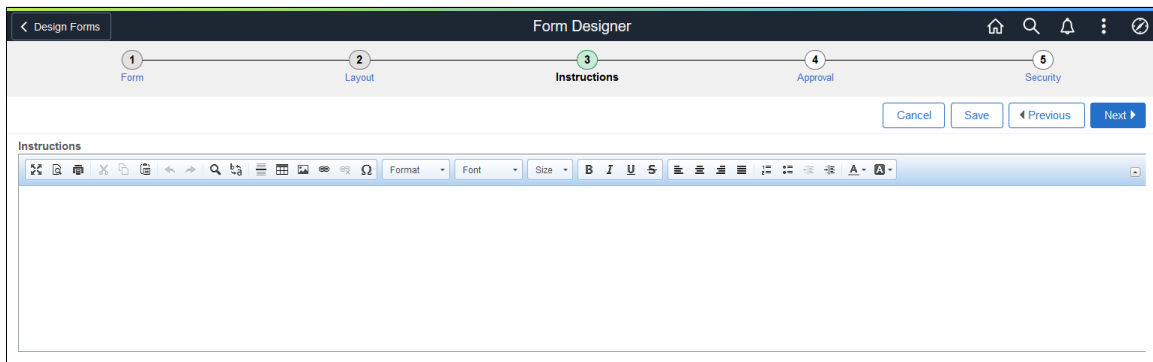 Design Forms
Form Designer
1 2 3 4 5
Form Layout Instructions Approval Security
Cancel Save Previous Next
Instructions
Format Font Size B I U S A A